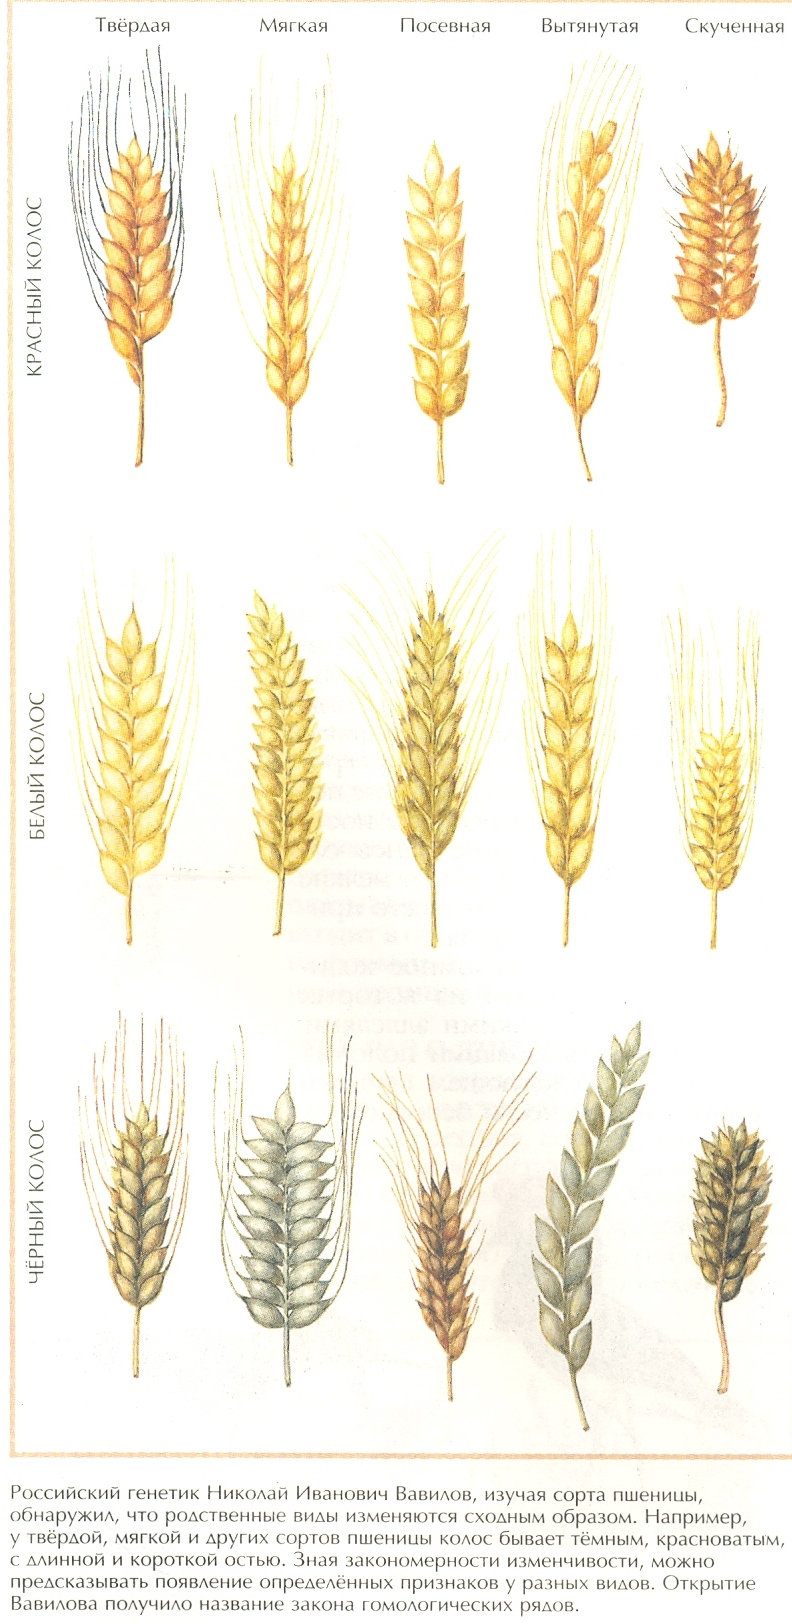 Твёрдая Мягкая Посевная Вытянутая Скученная
КРАСНЫЙ КОЛОС
БЕЛЫЙ КОЛОС
ЧЁРНЫЙ КОЛОС
Российский генетик Николай Иванович Вавилов, изучая сорта пшеницы,
обнаружил, что родственные виды изменяются сходным образом. Например,
у твёрдой, мягкой и других сортов пшеницы колос бывает тёмным, красноватым,
с длинной и короткой остью. Зная закономерности изменчивости, можно
предсказывать появление определённых признаков у разных видов. Открытие
Вавилова получило название закона гомологических рядов.